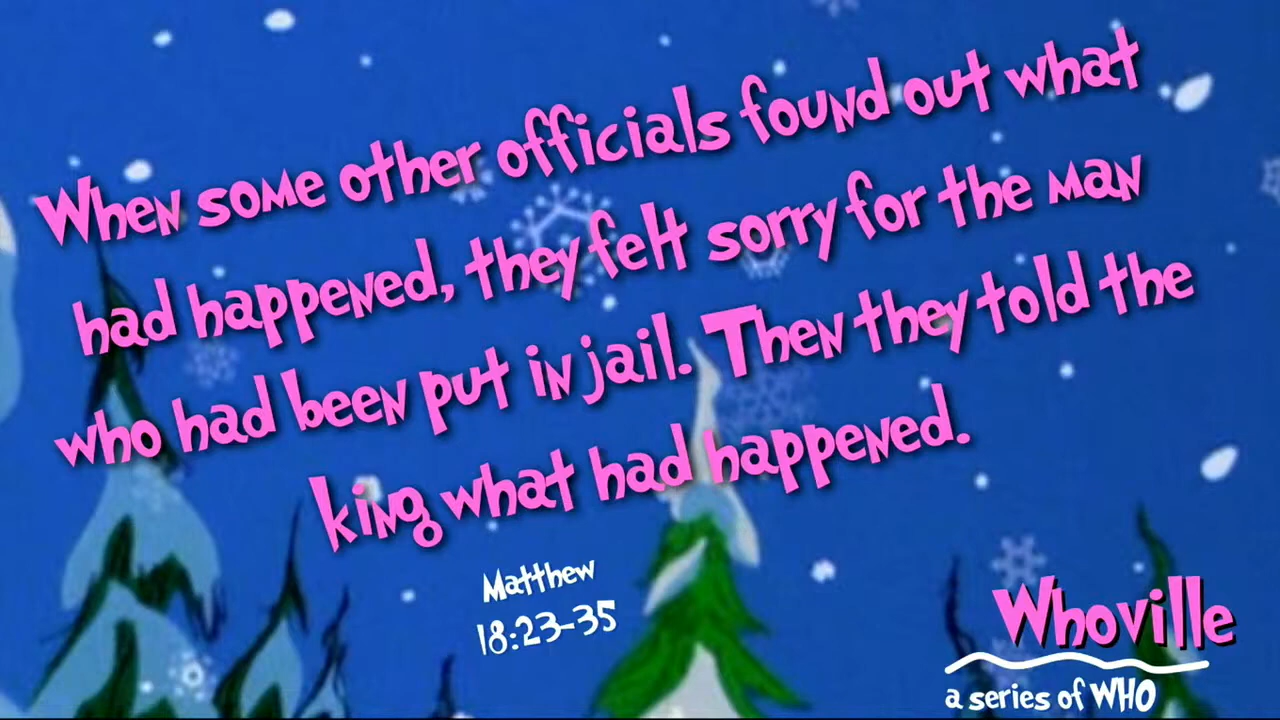 When some other officials found out what
had happened, they felt sorry for the man
who had been put in jail. Then they told the
king what had happened.
Matthew
18:23-35
Whoville
a series of WHO